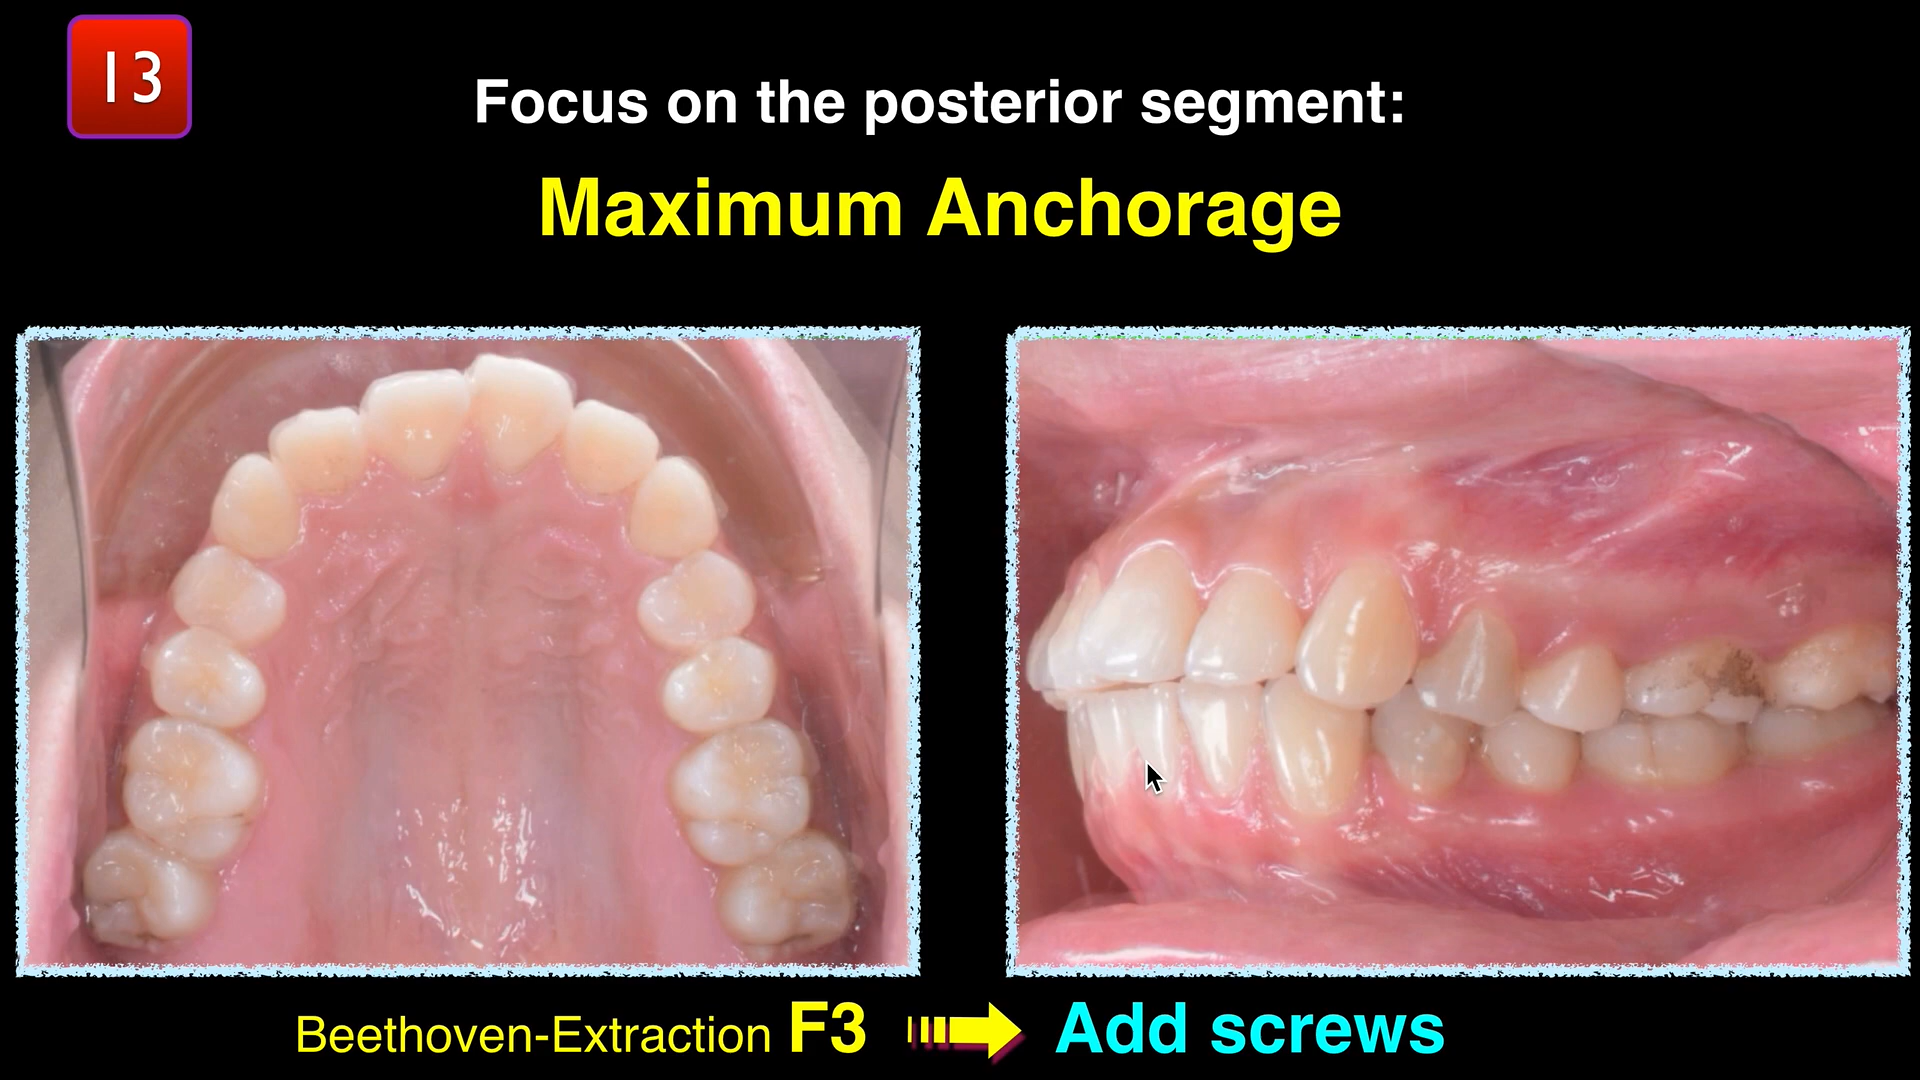 13
Focus on the posterior segment:
Maximum Anchorage
Beethoven-Extraction F3 Add screws